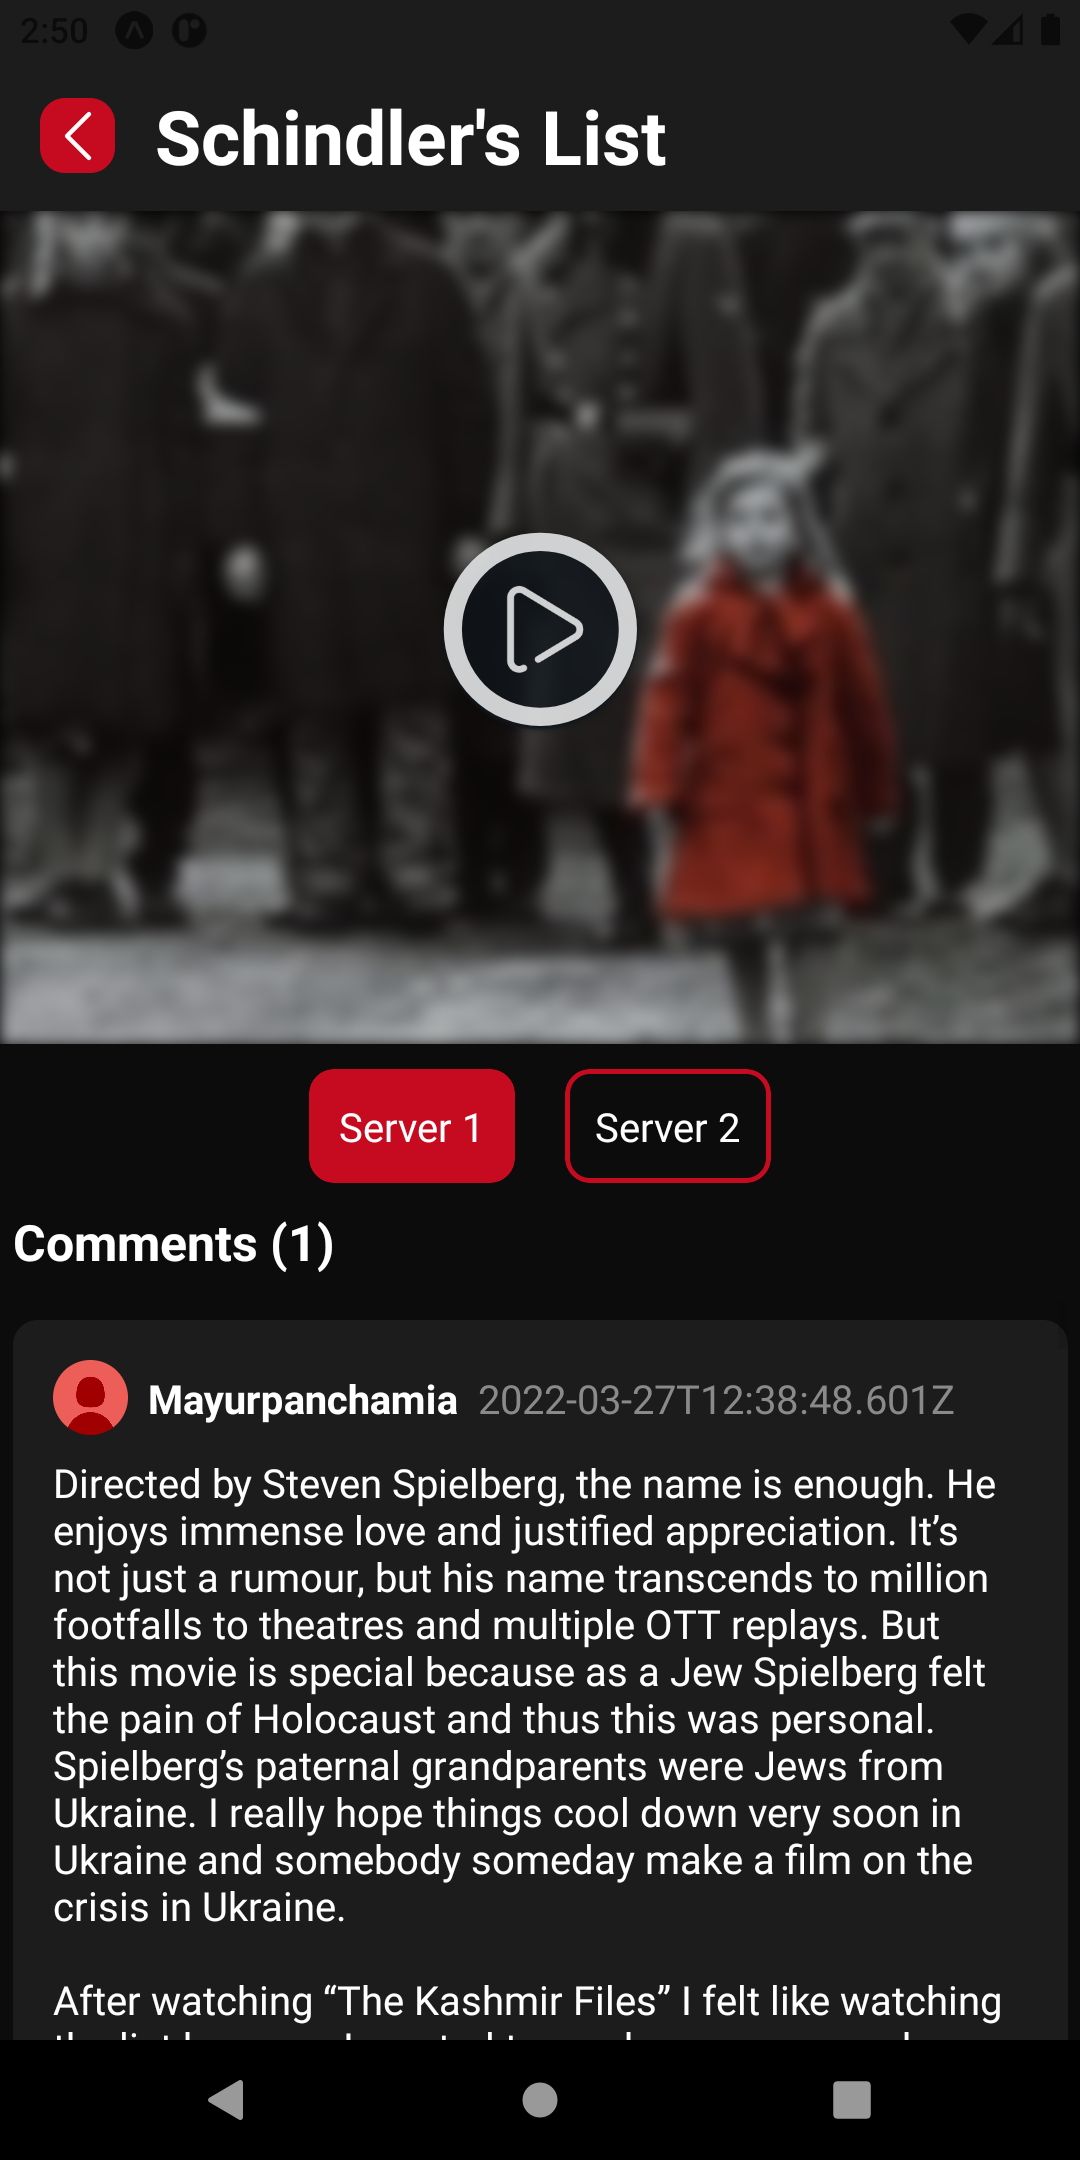 2:50
Schindler's List
Server 1
Server 2
Comments (1)
Mayurpanchamia 2022-03-27T12:38:48.601Z
Directed by Steven Spielberg, the name is enough. He
enjoys immense love and justified appreciation. It’s
not just a rumour, but his name transcends to million
footfalls to theatres and multiple OTT replays. But
this movie is special because as a Jew Spielberg felt
the pain of Holocaust and thus this was personal.
Spielberg’s paternal grandparents were Jews from
Ukraine. I really hope things cool down very soon in
Ukraine and somebody someday make a film on the
crisis in Ukraine.
After watching “The Kashmir Files” I felt like watching